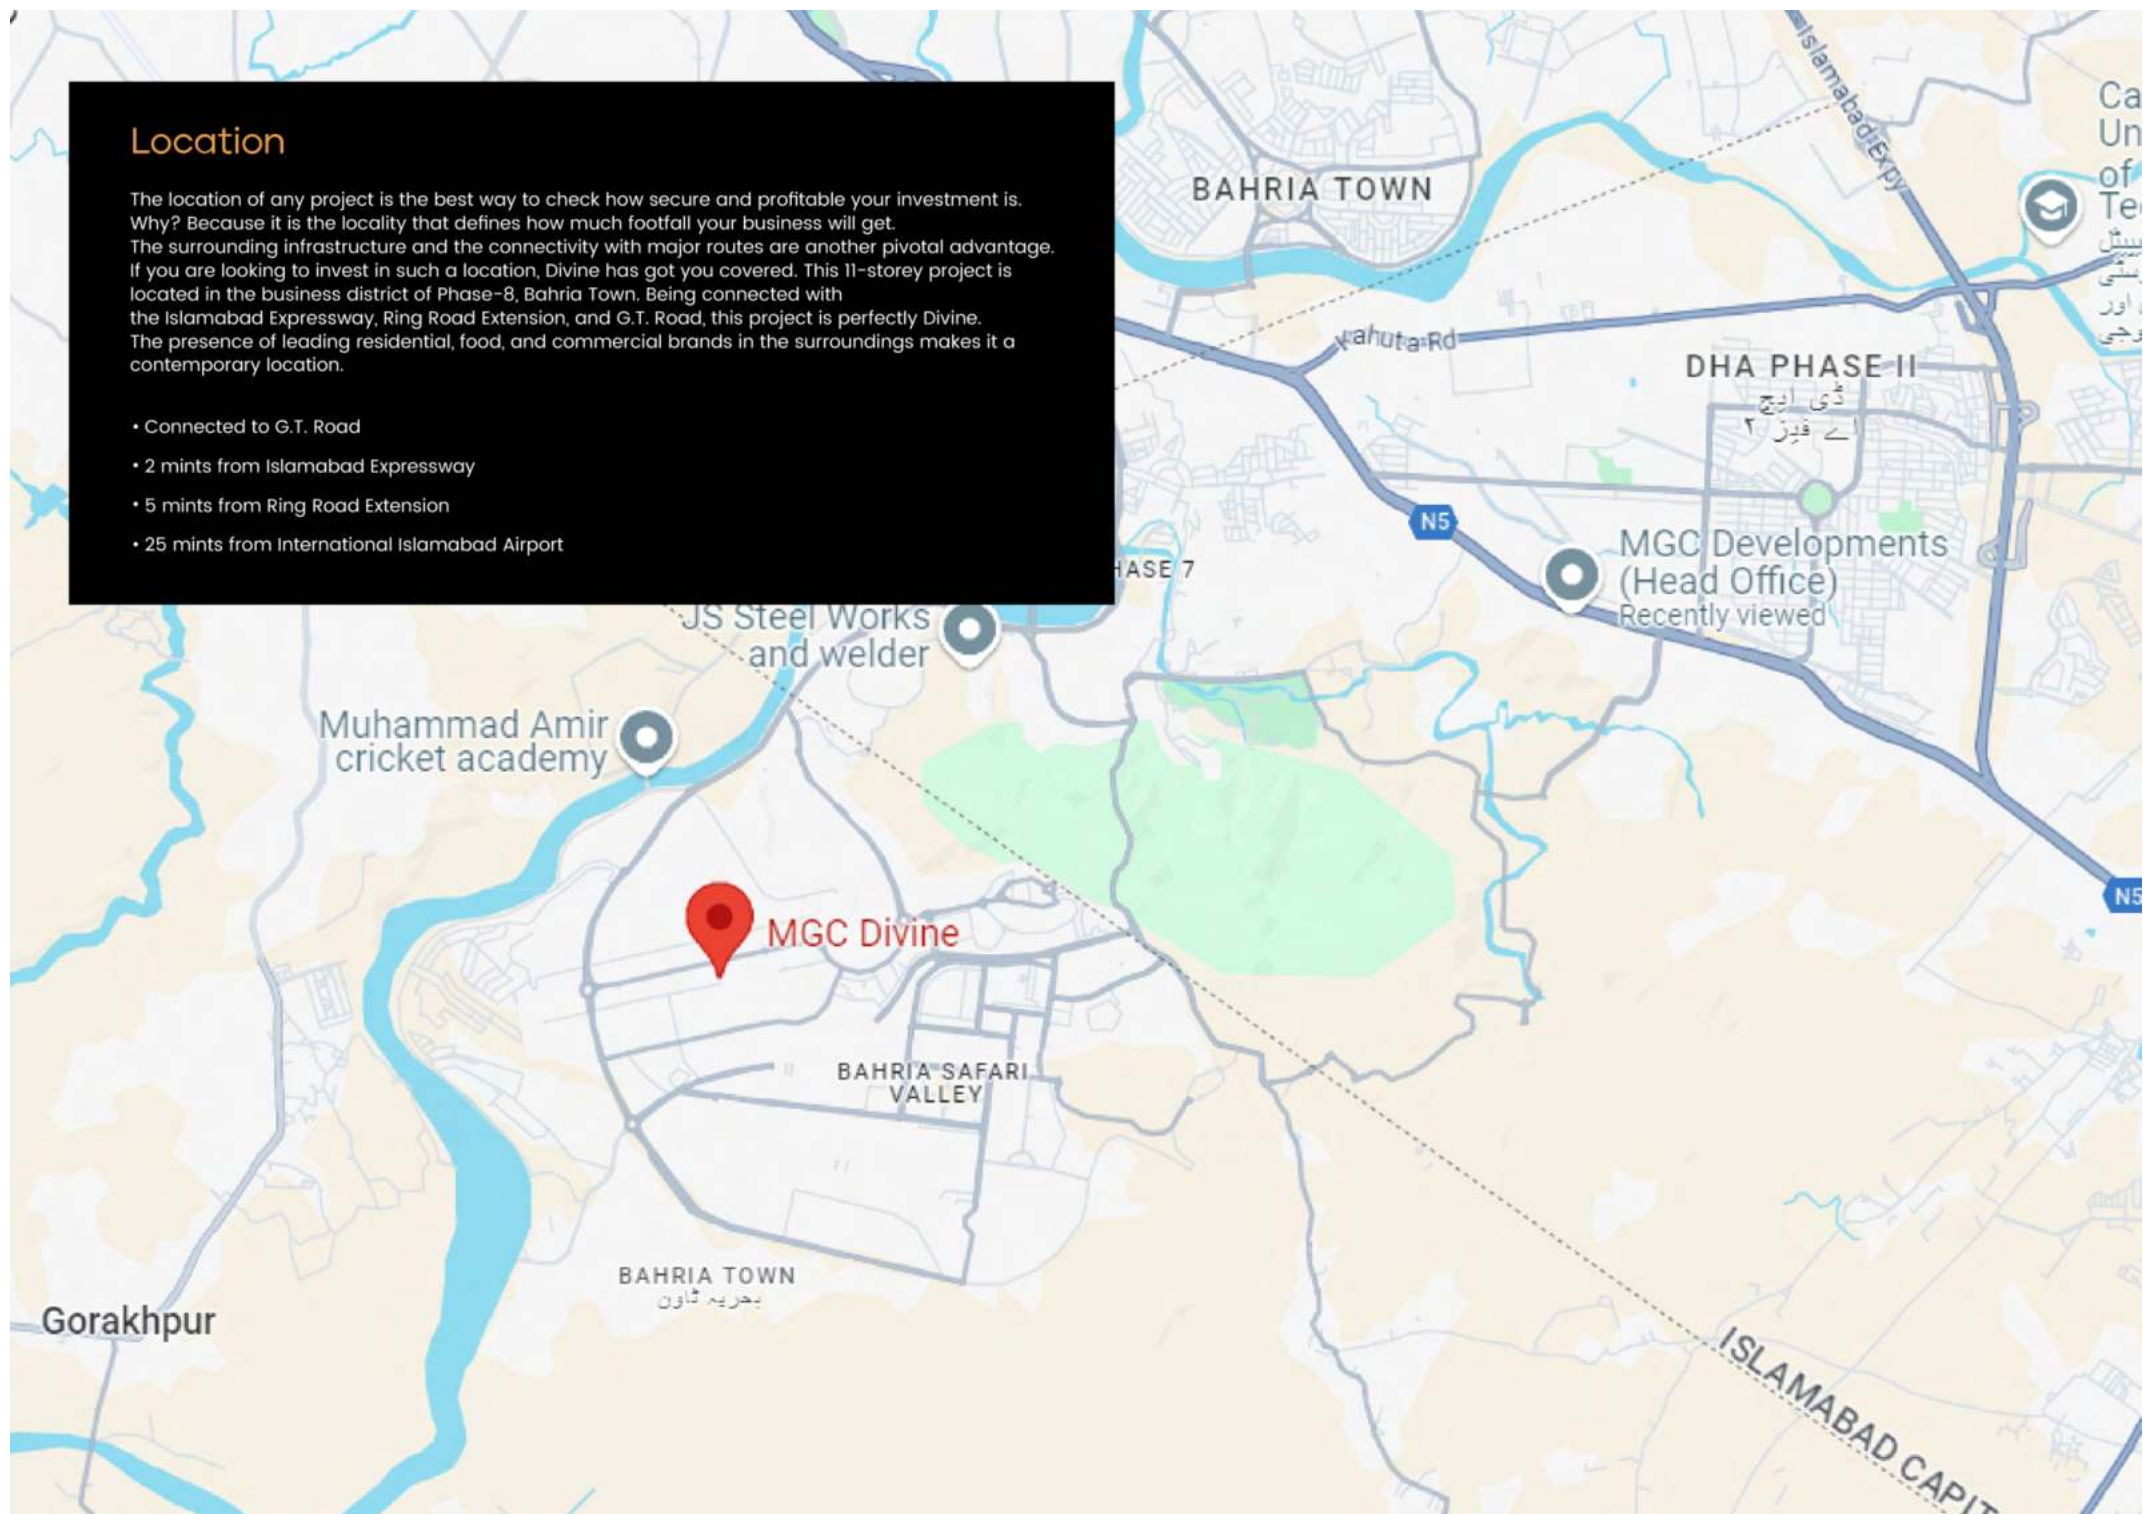 Location
The location of any project is the best way to check how secure and profitable your investment is.
Why? Because it is the locality that defines how much footfall your business will get.
The surrounding infrastructure and the connectivity with major routes are another pivotal advantage.
If you are looking to invest in such a location, Divine has got you covered. This 11-storey project is
located in the business district of Phase-8, Bahria Town. Being connected with
the Islamabad Expressway, Ring Road Extension, and G.T. Road, this project is perfectly Divine.
The presence of leading residential, food, and commercial brands in the surroundings makes it a
contemporary location.
• Connected to G.T. Road
• 2 mints from Islamabad Expressway
• 5 mints from Ring Road Extension
• 25 mints from International Islamabad Airport
Islamabad Expy
Ca
Un
of
Te
اور
BAHRIA TOWN
ahuta Rd
DHA PHASE II
ڈی ایچ
اے فیز ۲
N5
MGC Developments
(Head Office)
Recently viewed
HASE 7
JS Steel Works
and welder
Muhammad Amir
cricket academy
MGC Divine
N5
BAHRIA SAFARI
VALLEY
BAHRIA TOWN
بحریہ ٹاون
Gorakhpur
ISLAMABAD CAPIT